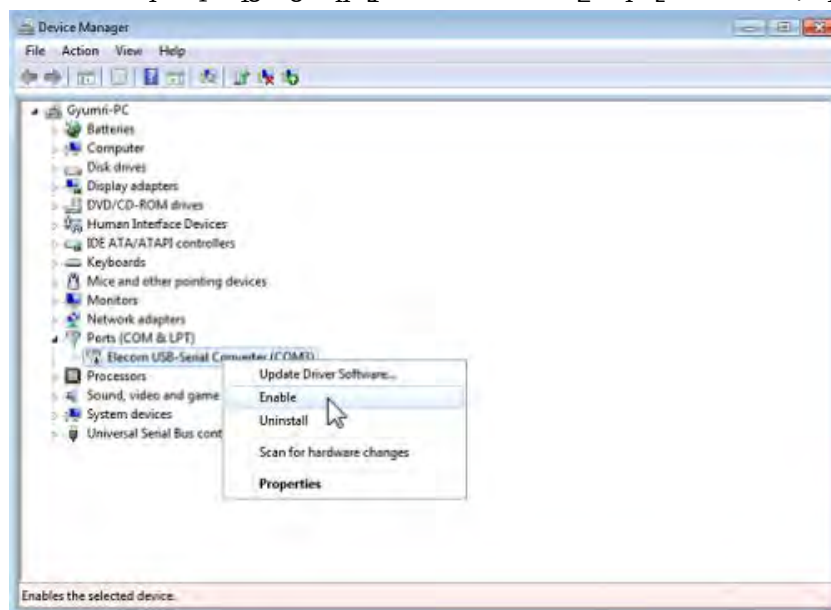 Device Manager
File Action View Help
Gyumri-PC
Batteries
Computer
Disk drives
Display adapters
DVD/CD-ROM drives
Human Interface Devices
IDE ATA/ATAPI controllers
Keyboards
Mice and other pointing devices
Monitors
Network adapters
Ports (COM & LPT)
Elecom USB-Serial Converter (COM3)
Processors
Sound, video and game
System devices
Universal Serial Bus cont
Update Driver Software...
Enable
Uninstall
Scan for hardware changes
Properties
Enables the selected device.